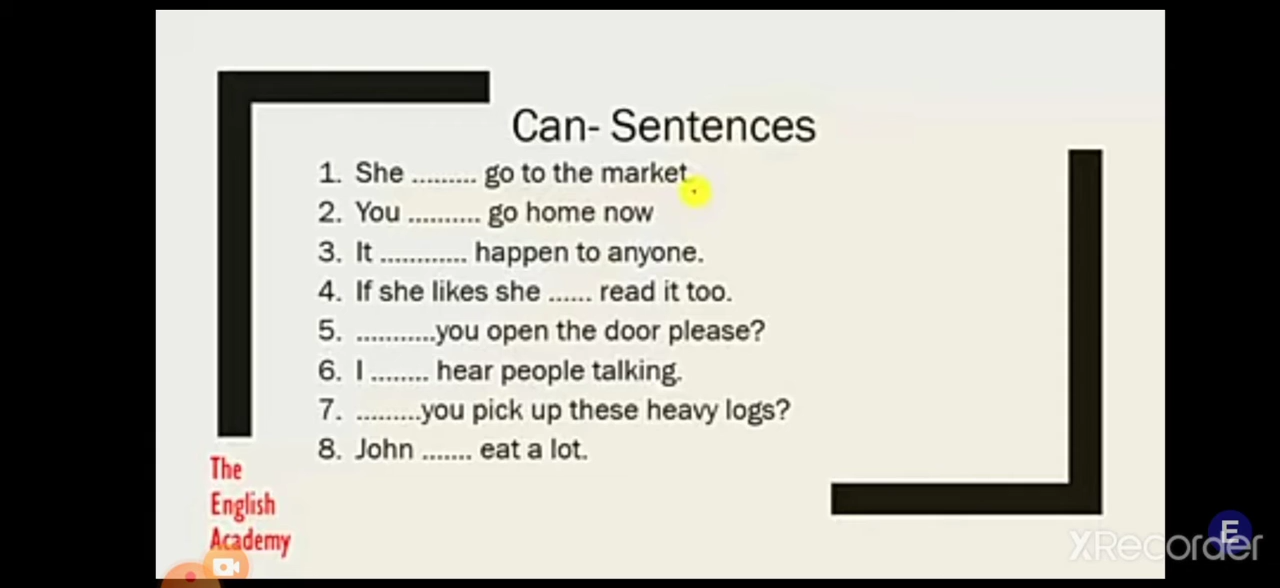 Can- Sentences
1. She ......... go to the market.
2. You .......... go home now
3. It ............ happen to anyone.
4. If she likes she ...... read it too.
5. ...........you open the door please?
6. I ........ hear people talking.
7. .........you pick up these heavy logs?
8. John ....... eat a lot.
The
English
Academy
E
XRecorder